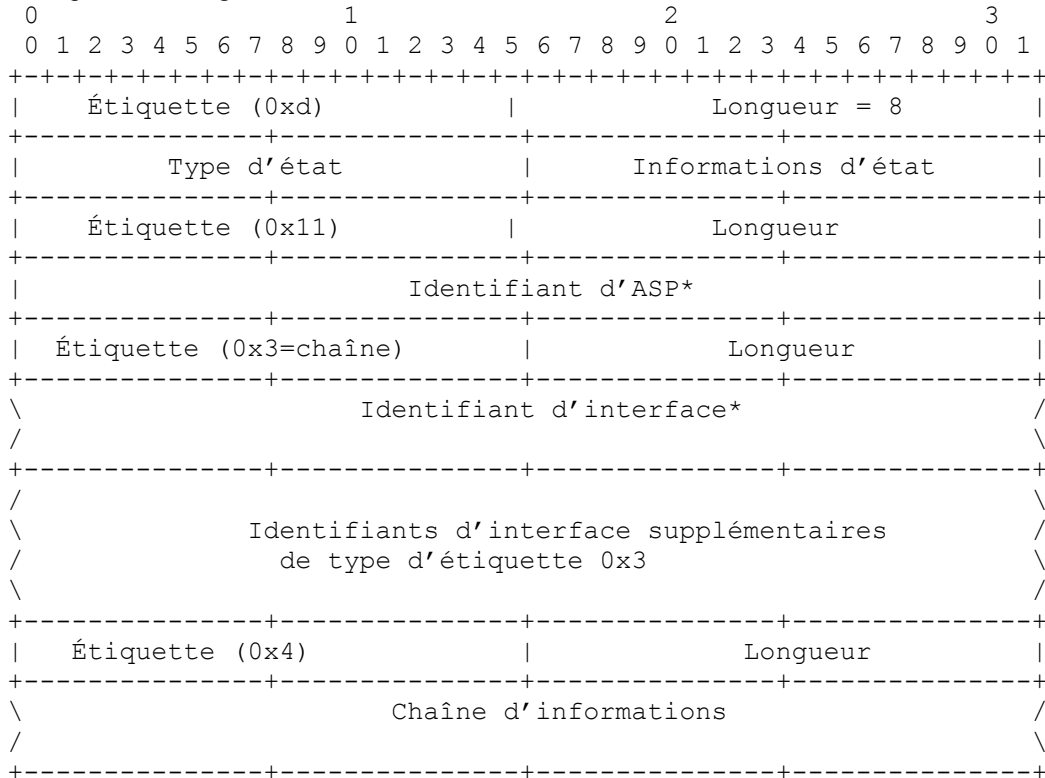 0                   1                   2                   3
0 1 2 3 4 5 6 7 8 9 0 1 2 3 4 5 6 7 8 9 0 1 2 3 4 5 6 7 8 9 0 1
+-+-+-+-+-+-+-+-+-+-+-+-+-+-+-+-+-+-+-+-+-+-+-+-+-+-+-+-+-+-+-+-+
|    Étiquette (0xd)            |            Longueur = 8        |
+---------------+---------------+---------------+---------------+
|         Type d’état           |      Informations d’état      |
+---------------+---------------+---------------+---------------+
|    Étiquette (0x11)          |            Longueur            |
+---------------+---------------+---------------+---------------+
|                        Identifiant d’ASP*                     |
+---------------+---------------+---------------+---------------+
|  Étiquette (0x3=chaîne)       |            Longueur           |
+---------------+---------------+---------------+---------------+
\                     Identifiant d’interface*                  /
/                                                               \
+---------------+---------------+---------------+---------------+
/                                                               \
\              Identifiants d’interface supplémentaires         /
/                de type d’étiquette 0x3                        \
\                                                               /
+---------------+---------------+---------------+---------------+
|   Étiquette (0x4)             |             Longueur          |
+---------------+---------------+---------------+---------------+
\                       Chaîne d’informations                   /
/                                                               \
+---------------+---------------+---------------+---------------+